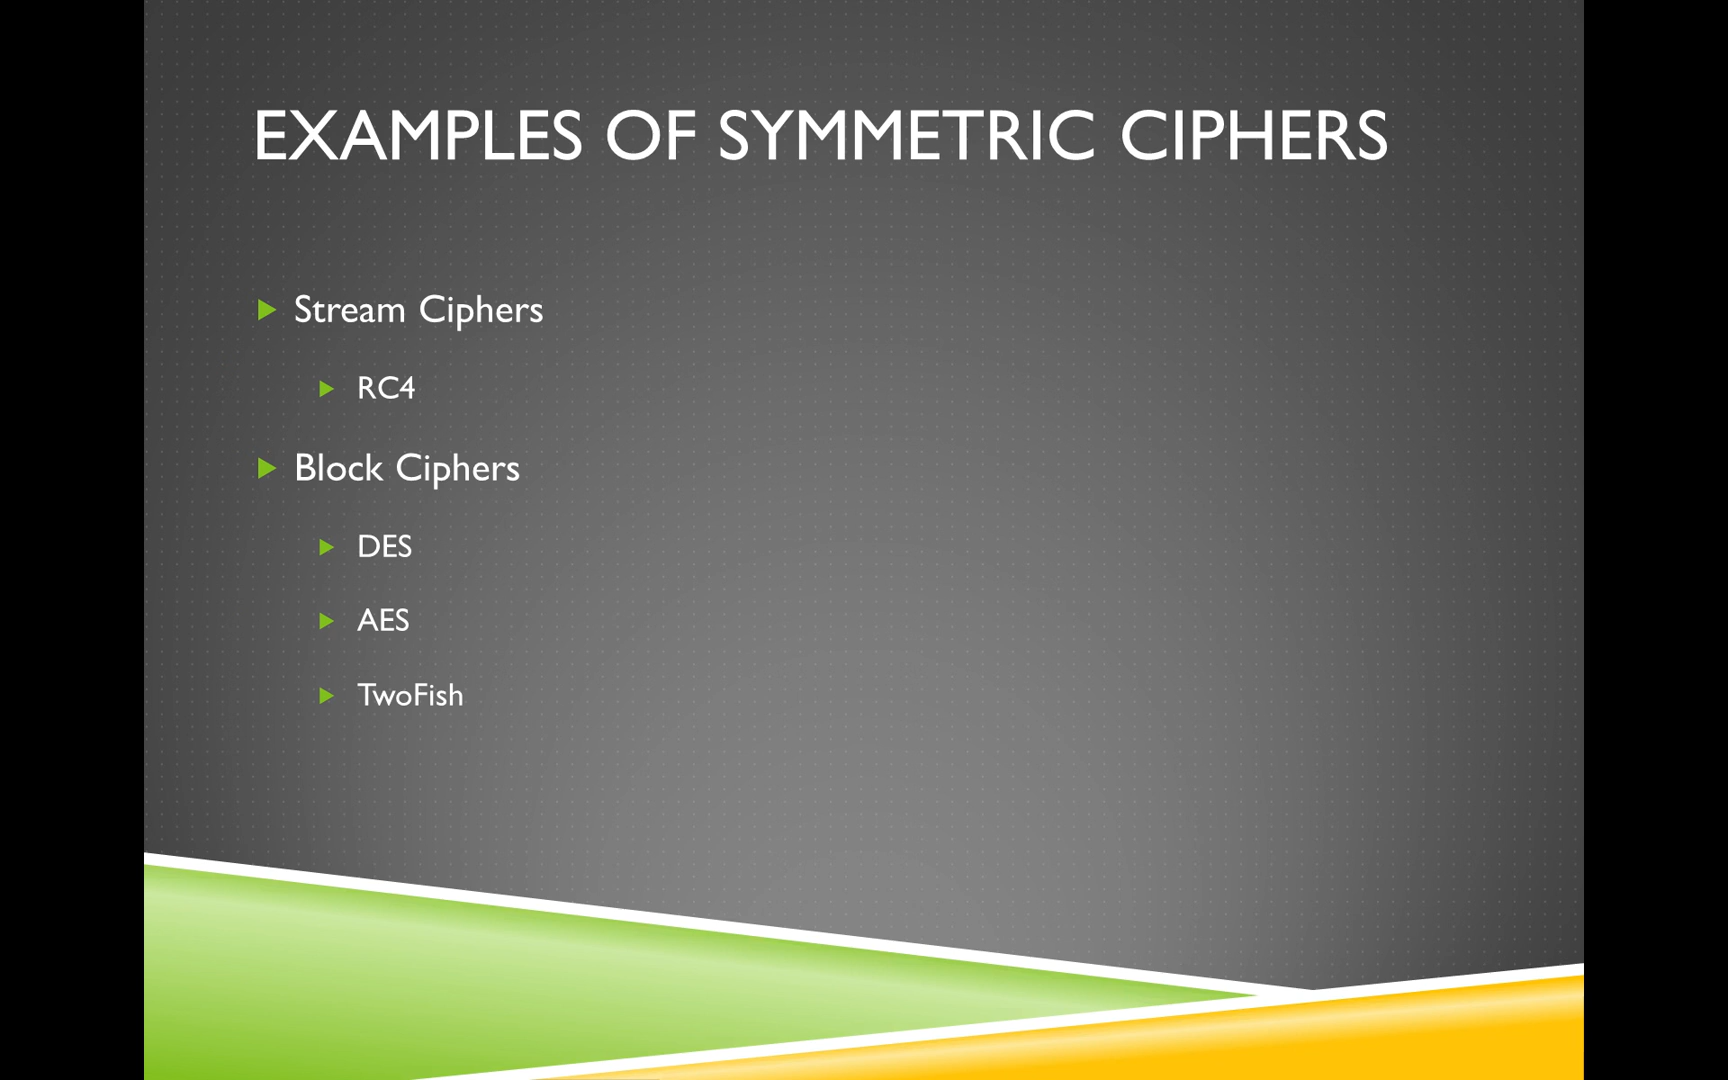 EXAMPLES OF SYMMETRIC CIPHERS
Stream Ciphers
RC4
Block Ciphers
DES
AES
TwoFish